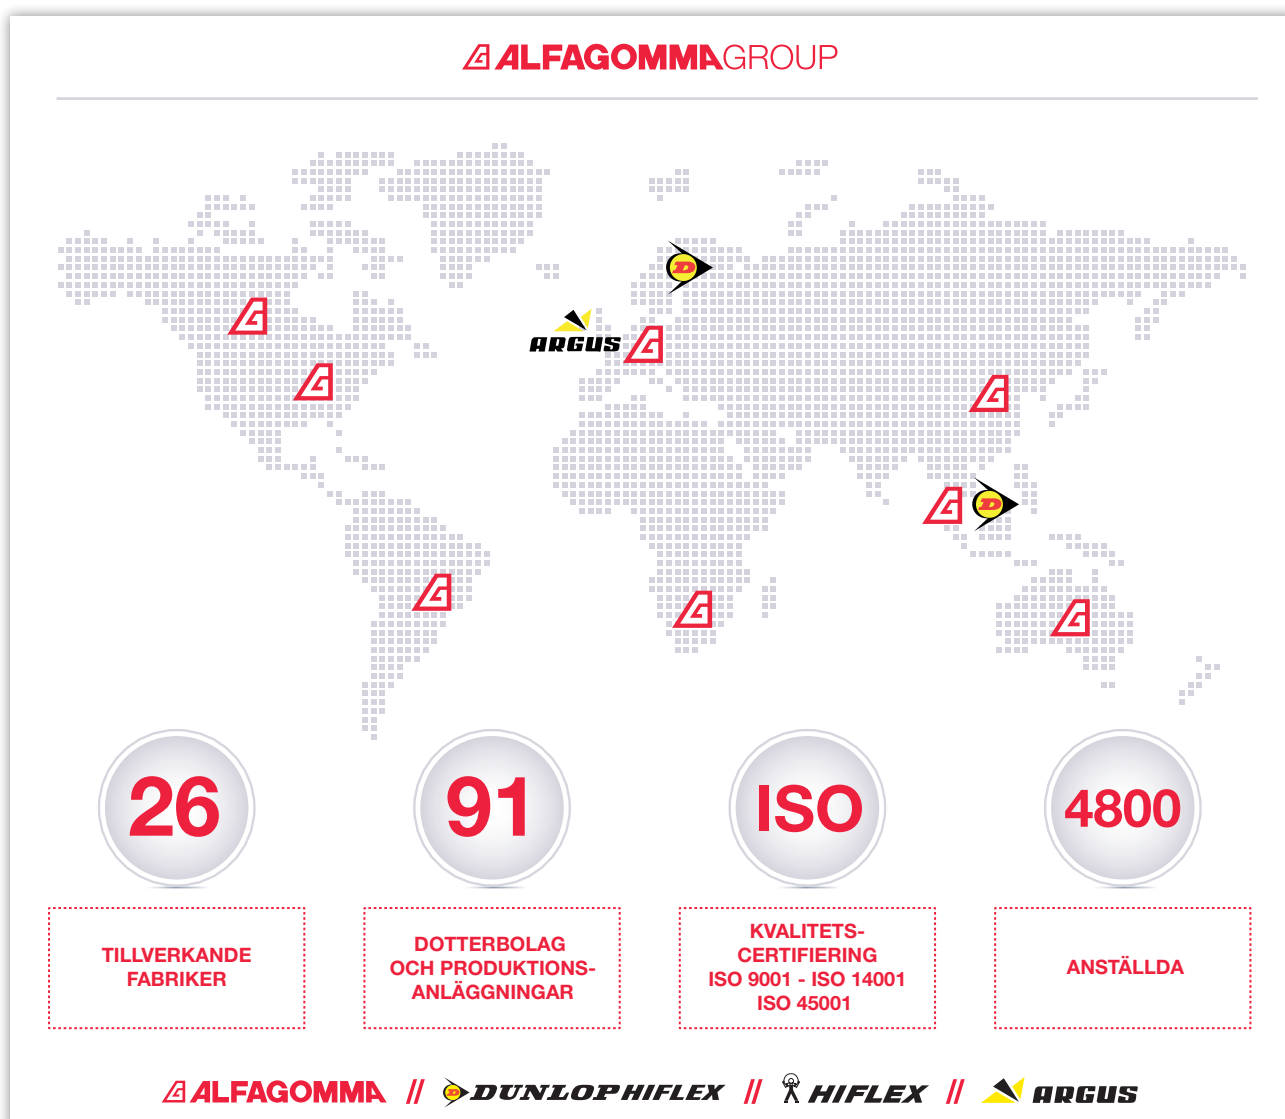 ALFAGOMMAGROUP
ARGUS
26
91
ISO
4800
TILLVERKANDE
FABRIKER
DOTTERBOLAG
OCH PRODUKTIONS-
ANLÄGGNINGAR
KVALITETS-
CERTIFIERING
ISO 9001 - ISO 14001
ISO 45001
ANSTÄLLDA
ALFAGOMMA // D DUNLOP HIFLEX // HIFLEX // ARGUS